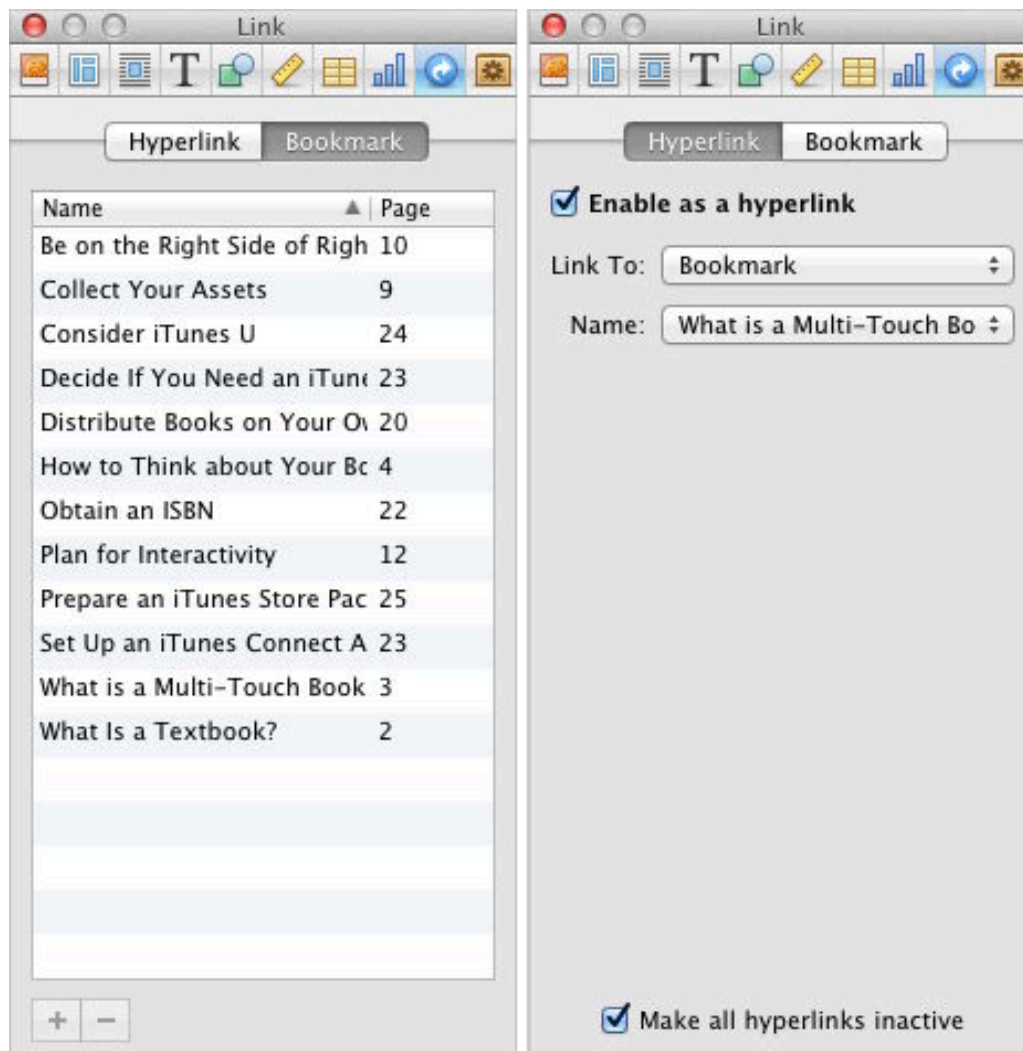 Link
Hyperlink Bookmark
Name Page
Be on the Right Side of Righ 10
Collect Your Assets 9
Consider iTunes U 24
Decide If You Need an iTun 23
Distribute Books on Your O 20
How to Think about Your Bo 4
Obtain an ISBN 22
Plan for Interactivity 12
Prepare an iTunes Store Pac 25
Set Up an iTunes Connect A 23
What is a Multi-Touch Book 3
What Is a Textbook? 2
+ −
Link
T
Hyperlink Bookmark
Enable as a hyperlink
Link To: Bookmark
Name: What is a Multi-Touch Bo
Make all hyperlinks inactive